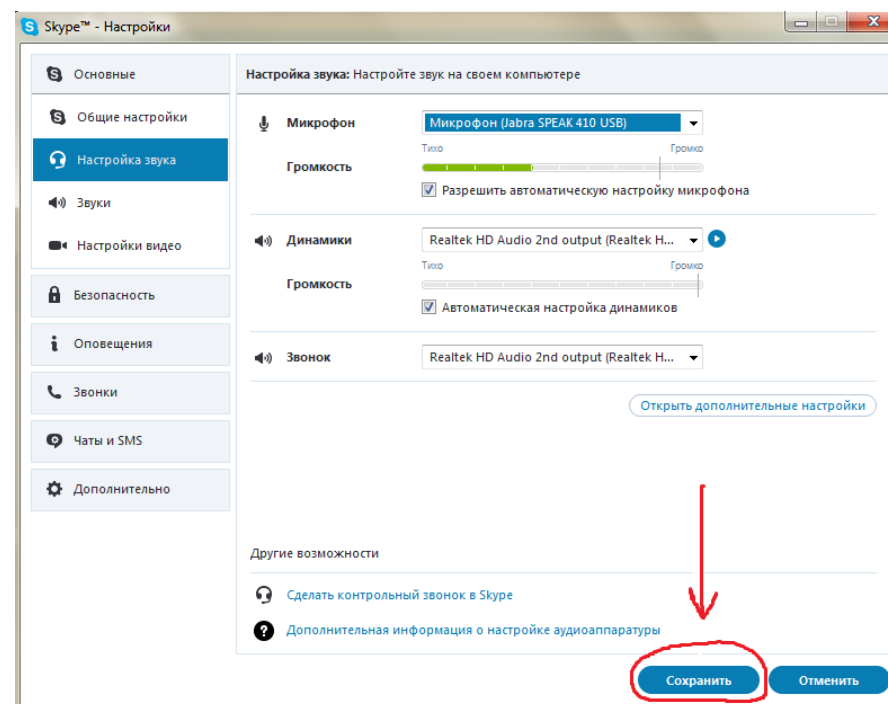 Skype™ - Настройки
Основные
Общие настройки
Настройка звука
Звуки
Настройки видео
Безопасность
Оповещения
Звонки
Чаты и SMS
Дополнительно
Настройка звука: Настройте звук на своем компьютере
Микрофон
Микрофон (Jabra SPEAK 410 USB)
Тихо Громко
Громкость
Разрешить автоматическую настройку микрофона
Динамики
Realtek HD Audio 2nd output (Realtek H...
Тихо Громко
Громкость
Автоматическая настройка динамиков
Звонок
Realtek HD Audio 2nd output (Realtek H...
Открыть дополнительные настройки
Другие возможности
Сделать контрольный звонок в Skype
Дополнительная информация о настройке аудиоаппаратуры
Сохранить
Отменить